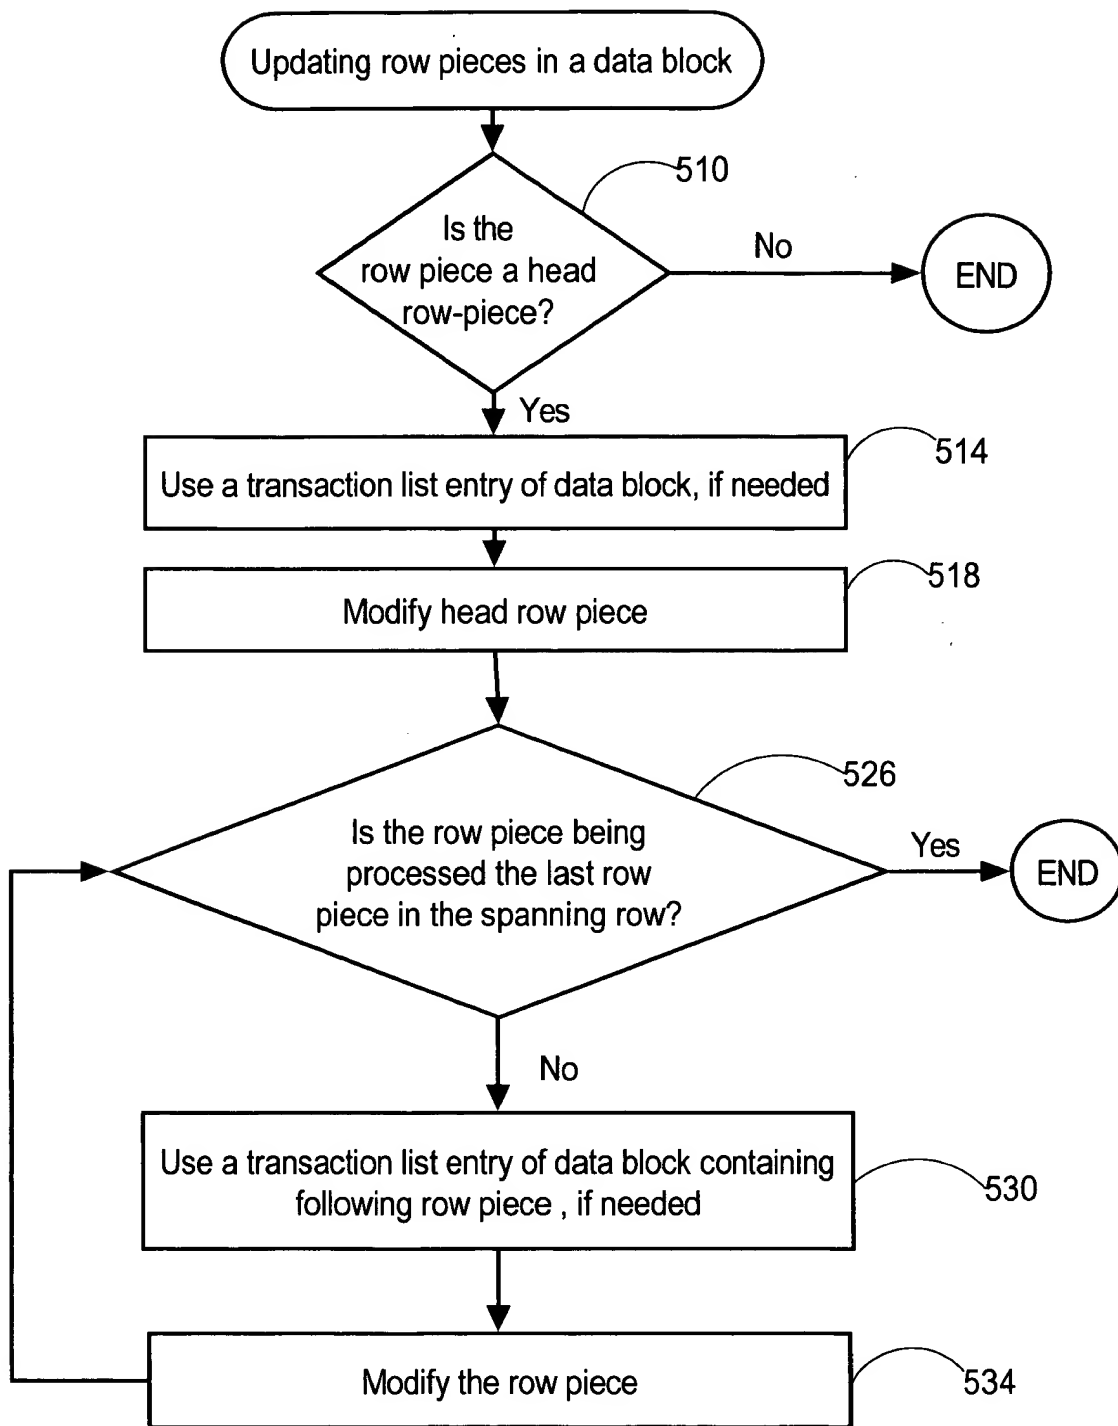 Updating row pieces in a data block
510
Is the
row piece a head
row-piece?
No
END
Yes
514
Use a transaction list entry of data block, if needed
518
Modify head row piece
526
Is the row piece being
processed the last row
piece in the spanning row?
Yes
END
No
Use a transaction list entry of data block containing
following row piece , if needed
530
Modify the row piece
534